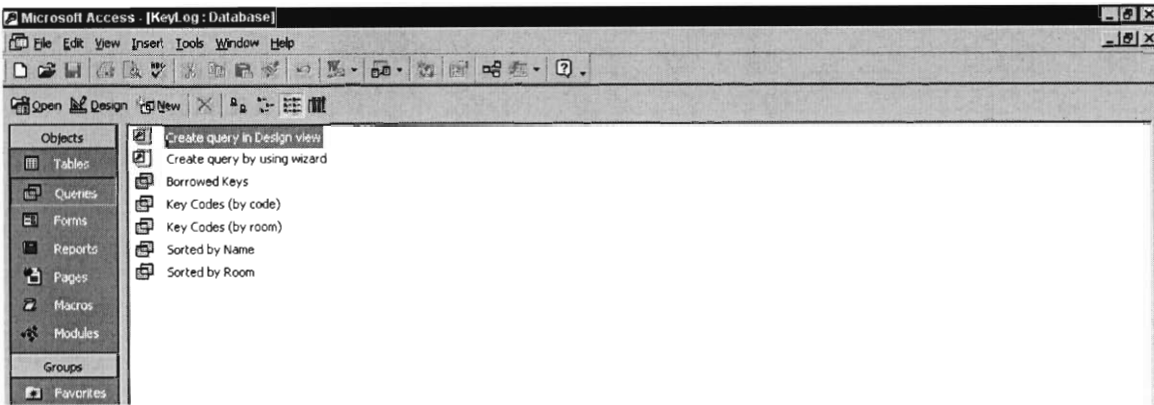 Microsoft Access - [KeyLog : Database]
File Edit View Insert Tools Window Help
Open Design New
Objects
Tables
Queries
Forms
Reports
Pages
Macros
Modules
Groups
Favorites
Create query in Design view
Create query by using wizard
Borrowed Keys
Key Codes (by code)
Key Codes (by room)
Sorted by Name
Sorted by Room